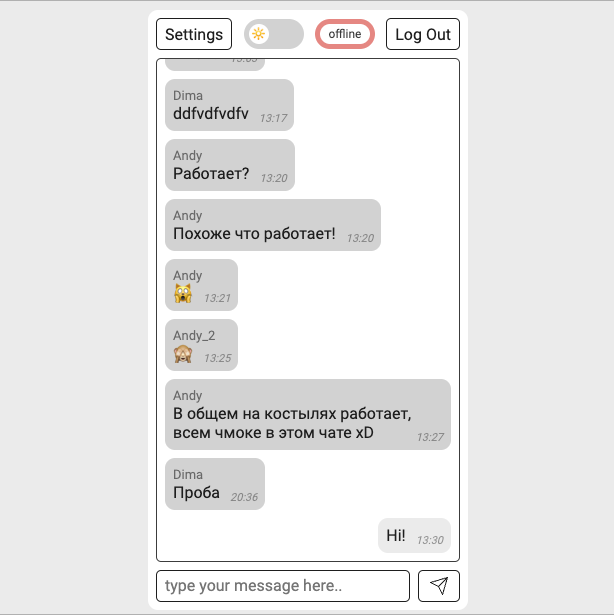 Settings
offline
Log Out
Dima
ddfvdfvdfv 13:17
Andy
Работает? 13:20
Andy
Похоже что работает! 13:20
Andy
🙀 13:21
Andy_2
🙈 13:25
Andy
В общем на костылях работает,
всем чмоке в этом чате xD 13:27
Dima
Проба 20:36
Hi! 13:30
type your message here..